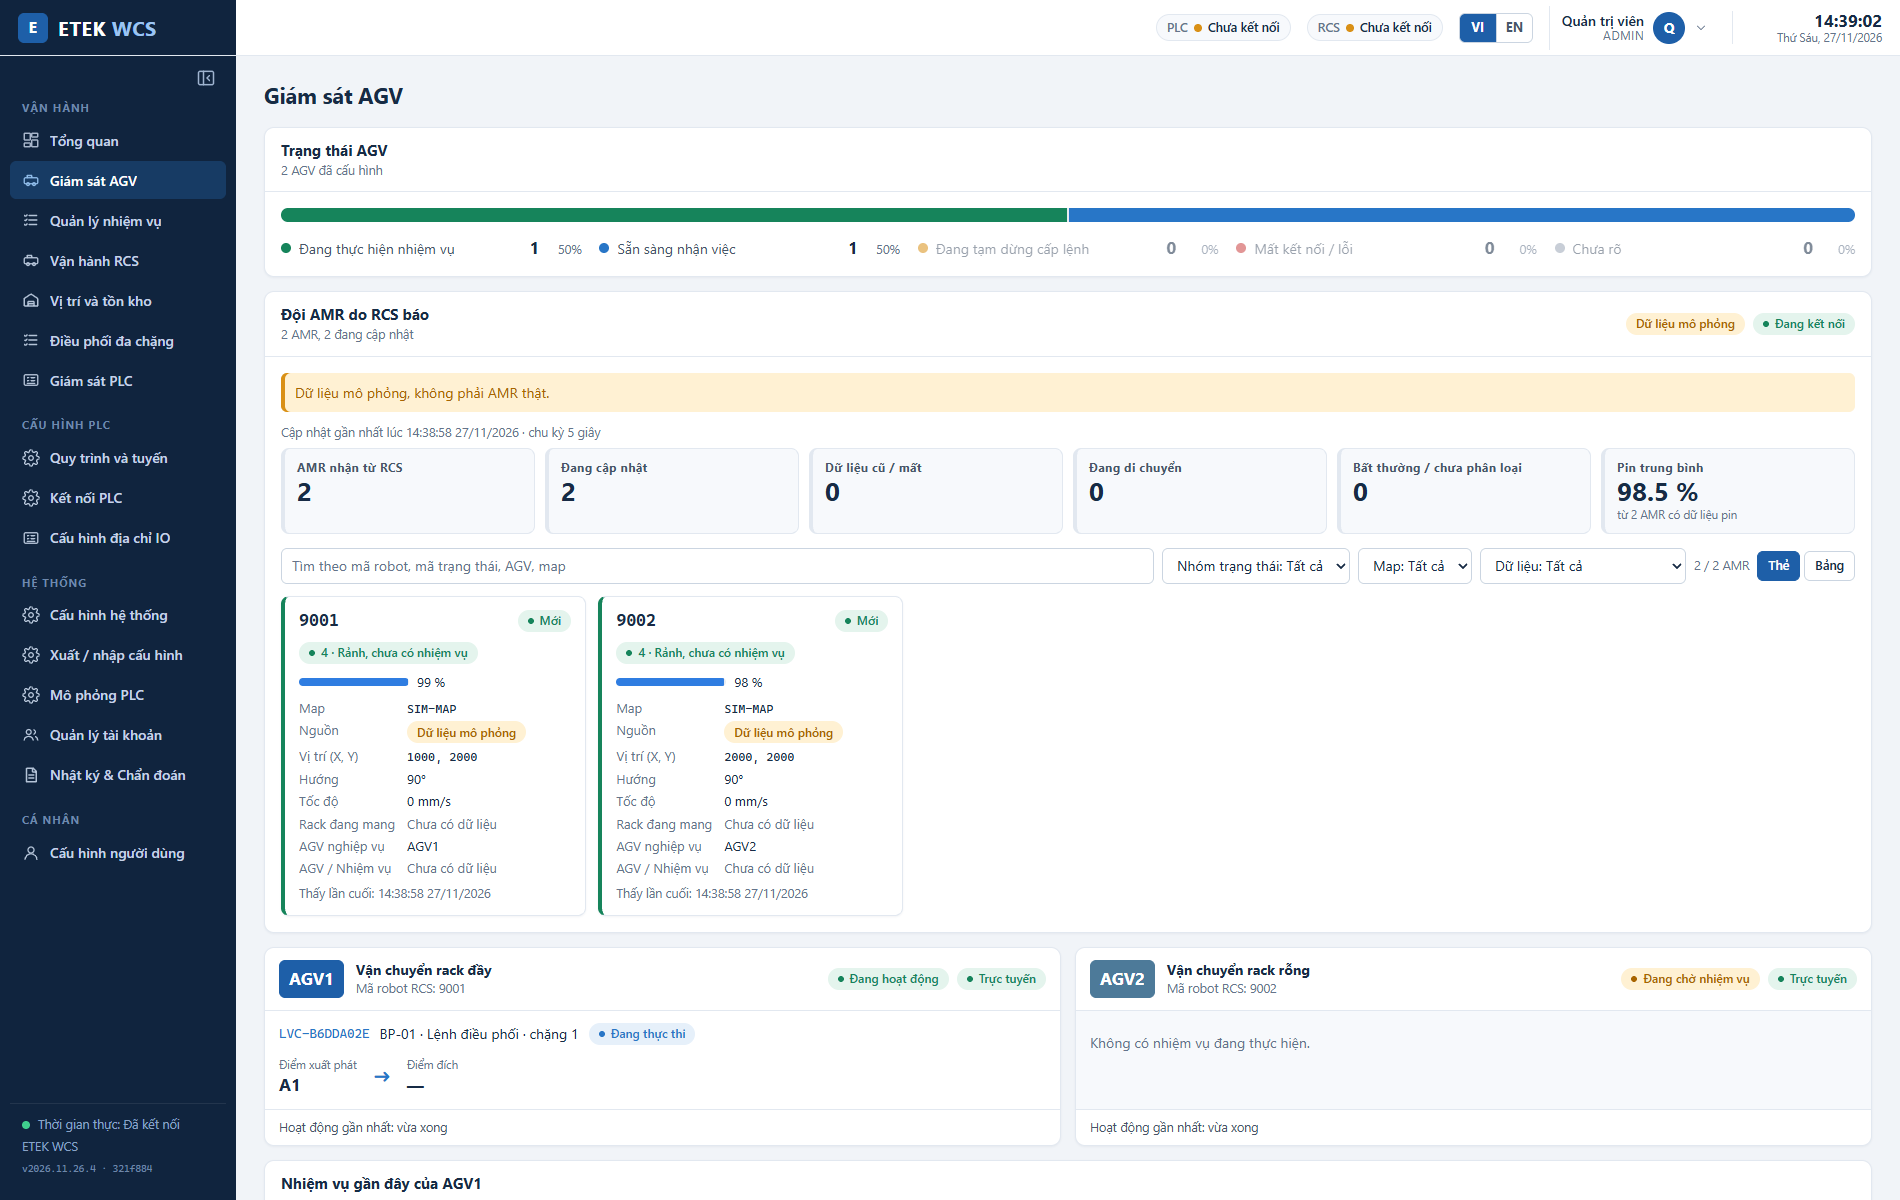 E ETEK WCS
PLC Chưa kết nối RCS Chưa kết nối VI EN Quản trị viên ADMIN Q 14:39:02
Thứ Sáu, 27/11/2026
VẬN HÀNH
Tổng quan
Giám sát AGV
Quản lý nhiệm vụ
Vận hành RCS
Vị trí và tồn kho
Điều phối đa chặng
Giám sát PLC
CẤU HÌNH PLC
Quy trình và tuyến
Kết nối PLC
Cấu hình địa chỉ IO
HỆ THỐNG
Cấu hình hệ thống
Xuất / nhập cấu hình
Mô phỏng PLC
Quản lý tài khoản
Nhật ký & Chẩn đoán
CÁ NHÂN
Cấu hình người dùng
Thời gian thực: Đã kết nối
ETEK WCS
v2026.11.26.4 · 321f884
Giám sát AGV
Trạng thái AGV
2 AGV đã cấu hình
Đang thực hiện nhiệm vụ 1 50% Sẵn sàng nhận việc 1 50% Đang tạm dừng cấp lệnh 0 0% Mất kết nối / lỗi 0 0% Chưa rõ 0 0%
Đội AMR do RCS báo
2 AMR, 2 đang cập nhật
Dữ liệu mô phỏng Đang kết nối
Dữ liệu mô phỏng, không phải AMR thật.
Cập nhật gần nhất lúc 14:38:58 27/11/2026 · chu kỳ 5 giây
AMR nhận từ RCS
2
Đang cập nhật
2
Dữ liệu cũ / mất
0
Đang di chuyển
0
Bất thường / chưa phân loại
0
Pin trung bình
98.5 %
từ 2 AMR có dữ liệu pin
Tìm theo mã robot, mã trạng thái, AGV, map Nhóm trạng thái: Tất cả Map: Tất cả Dữ liệu: Tất cả 2 / 2 AMR Thẻ Bảng
9001 Mới
4 · Rảnh, chưa có nhiệm vụ
99 %
Map SIM-MAP
Nguồn Dữ liệu mô phỏng
Vị trí (X, Y) 1000, 2000
Hướng 90°
Tốc độ 0 mm/s
Rack đang mang Chưa có dữ liệu
AGV nghiệp vụ AGV1
AGV / Nhiệm vụ Chưa có dữ liệu
Thấy lần cuối: 14:38:58 27/11/2026
9002 Mới
4 · Rảnh, chưa có nhiệm vụ
98 %
Map SIM-MAP
Nguồn Dữ liệu mô phỏng
Vị trí (X, Y) 2000, 2000
Hướng 90°
Tốc độ 0 mm/s
Rack đang mang Chưa có dữ liệu
AGV nghiệp vụ AGV2
AGV / Nhiệm vụ Chưa có dữ liệu
Thấy lần cuối: 14:38:58 27/11/2026
AGV1 Vận chuyển rack đầy
Mã robot RCS: 9001
Đang hoạt động Trực tuyến
LVC-B6DDA02E BP-01 · Lệnh điều phối · chặng 1 Đang thực thi
Điểm xuất phát → Điểm đích
A1 —
Hoạt động gần nhất: vừa xong
AGV2 Vận chuyển rack rỗng
Mã robot RCS: 9002
Đang chờ nhiệm vụ Trực tuyến
Không có nhiệm vụ đang thực hiện.
Hoạt động gần nhất: vừa xong
Nhiệm vụ gần đây của AGV1